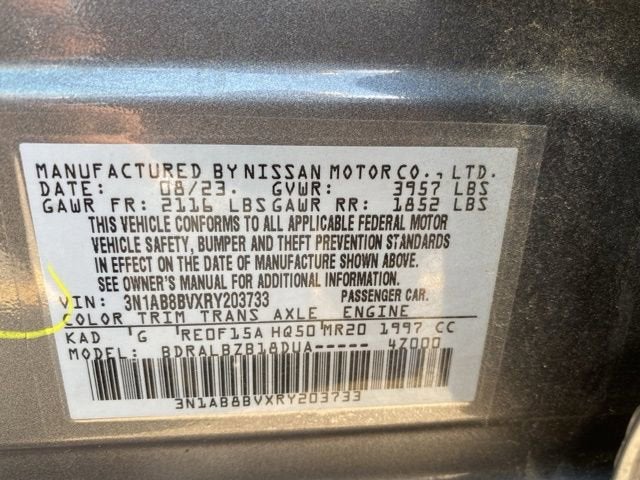 MANUFACTURED BY NISSAN MOTOR CO., LTD.
DATE: 08/23. GVWR: 3957 LBS
GAWR FR: 2116 LBS GAWR RR: 1852 LBS
THIS VEHICLE CONFORMS TO ALL APPLICABLE FEDERAL MOTOR
VEHICLE SAFETY, BUMPER AND THEFT PREVENTION STANDARDS
IN EFFECT ON THE DATE OF MANUFACTURE SHOWN ABOVE.
SEE OWNER'S MANUAL FOR ADDITIONAL INFORMATION.
VIN: 3N1AB8BVXRY203733 PASSENGER CAR.
COLOR TRIM TRANS AXLE ENGINE
KAD G RE0F15A HQ50 MR20 1997 CC
MODEL: BDRALBZB18DUA----- 4Z000
3N1AB8BVXRY203733